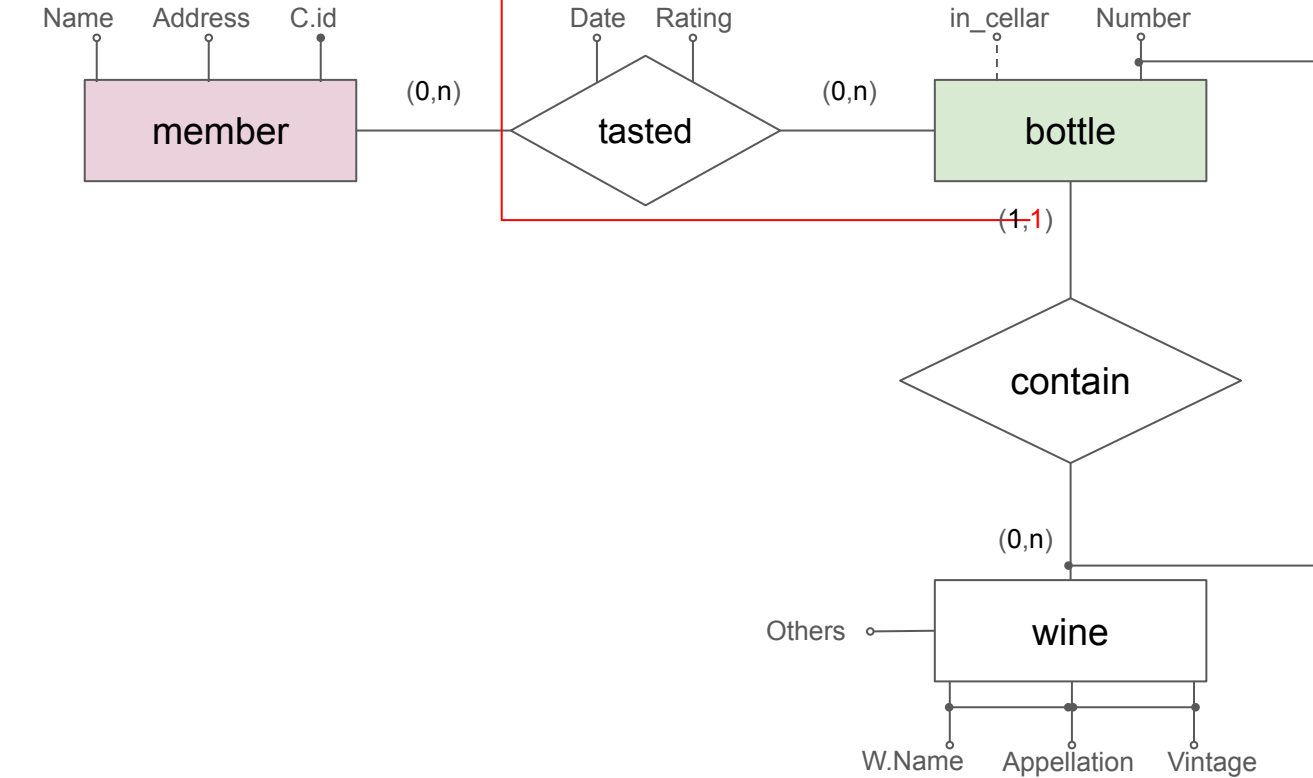 Name Address C.id Date Rating in_cellar Number
(0,n) (0,n)
member tasted bottle
(1,1)
contain
(0,n)
Others wine
W.Name Appellation Vintage